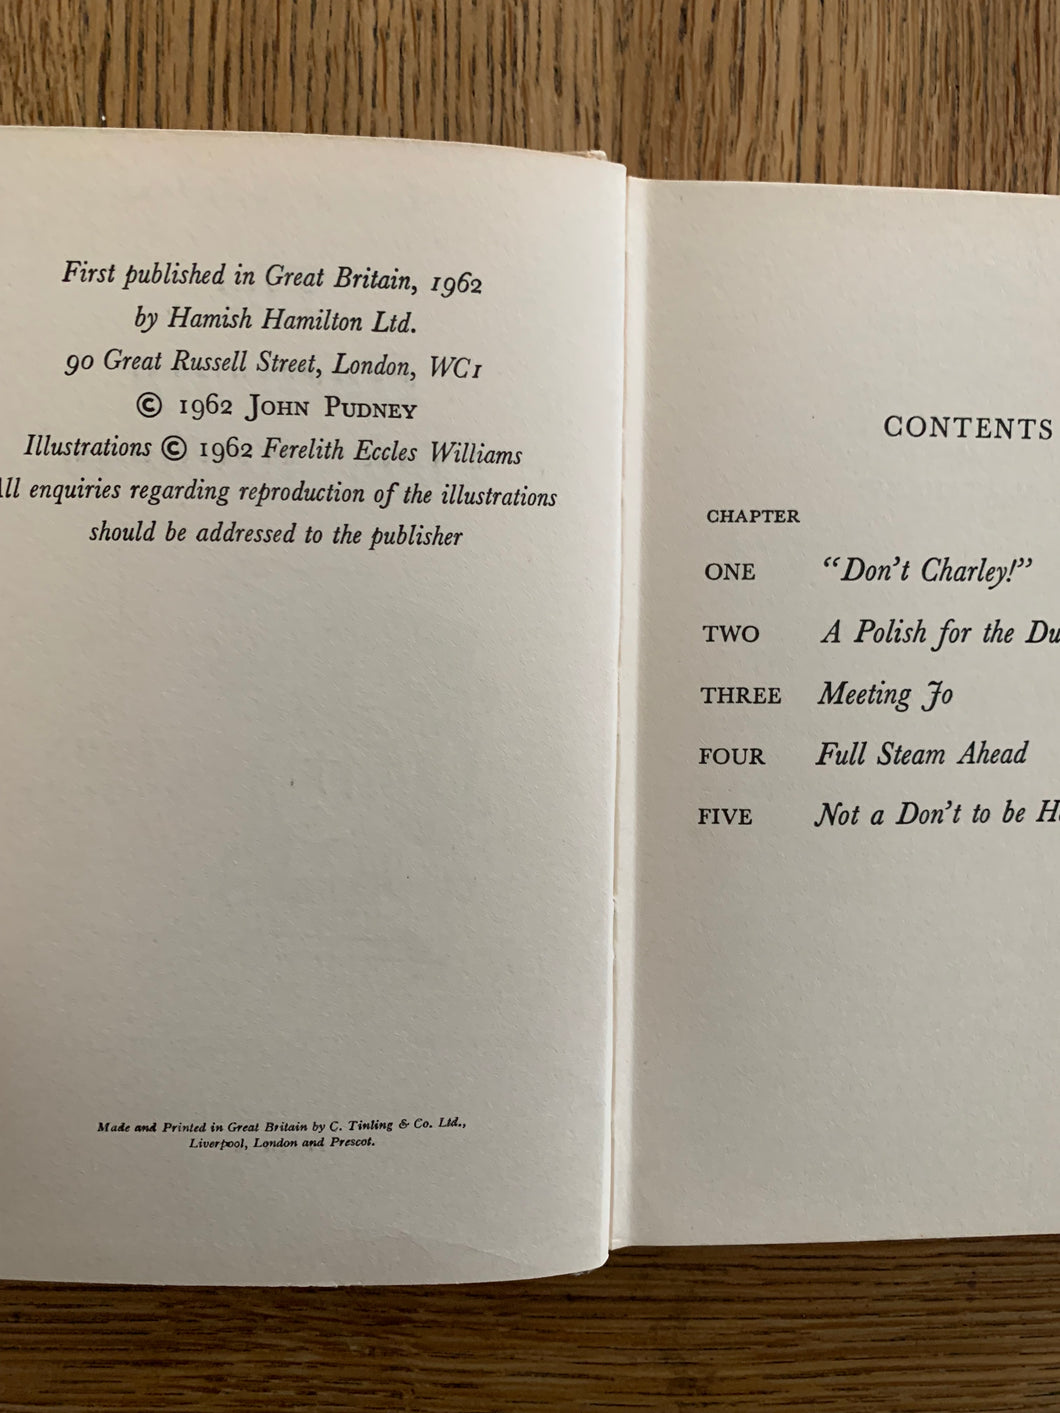 First published in Great Britain, 1962
by Hamish Hamilton Ltd.
90 Great Russell Street, London, WC1
© 1962 JOHN PUDNEY
Illustrations © 1962 Ferelith Eccles Williams
enquiries regarding reproduction of the illustrations
should be addressed to the publisher
Made and Printed in Great Britain by C. Tinling & Co. Ltd.,
Liverpool, London and Prescot.
CONTENTS
CHAPTER
ONE "Don't Charley!"
TWO A Polish for the
THREE Meeting Jo
FOUR Full Steam Ahead
FIVE Not a Don't to be